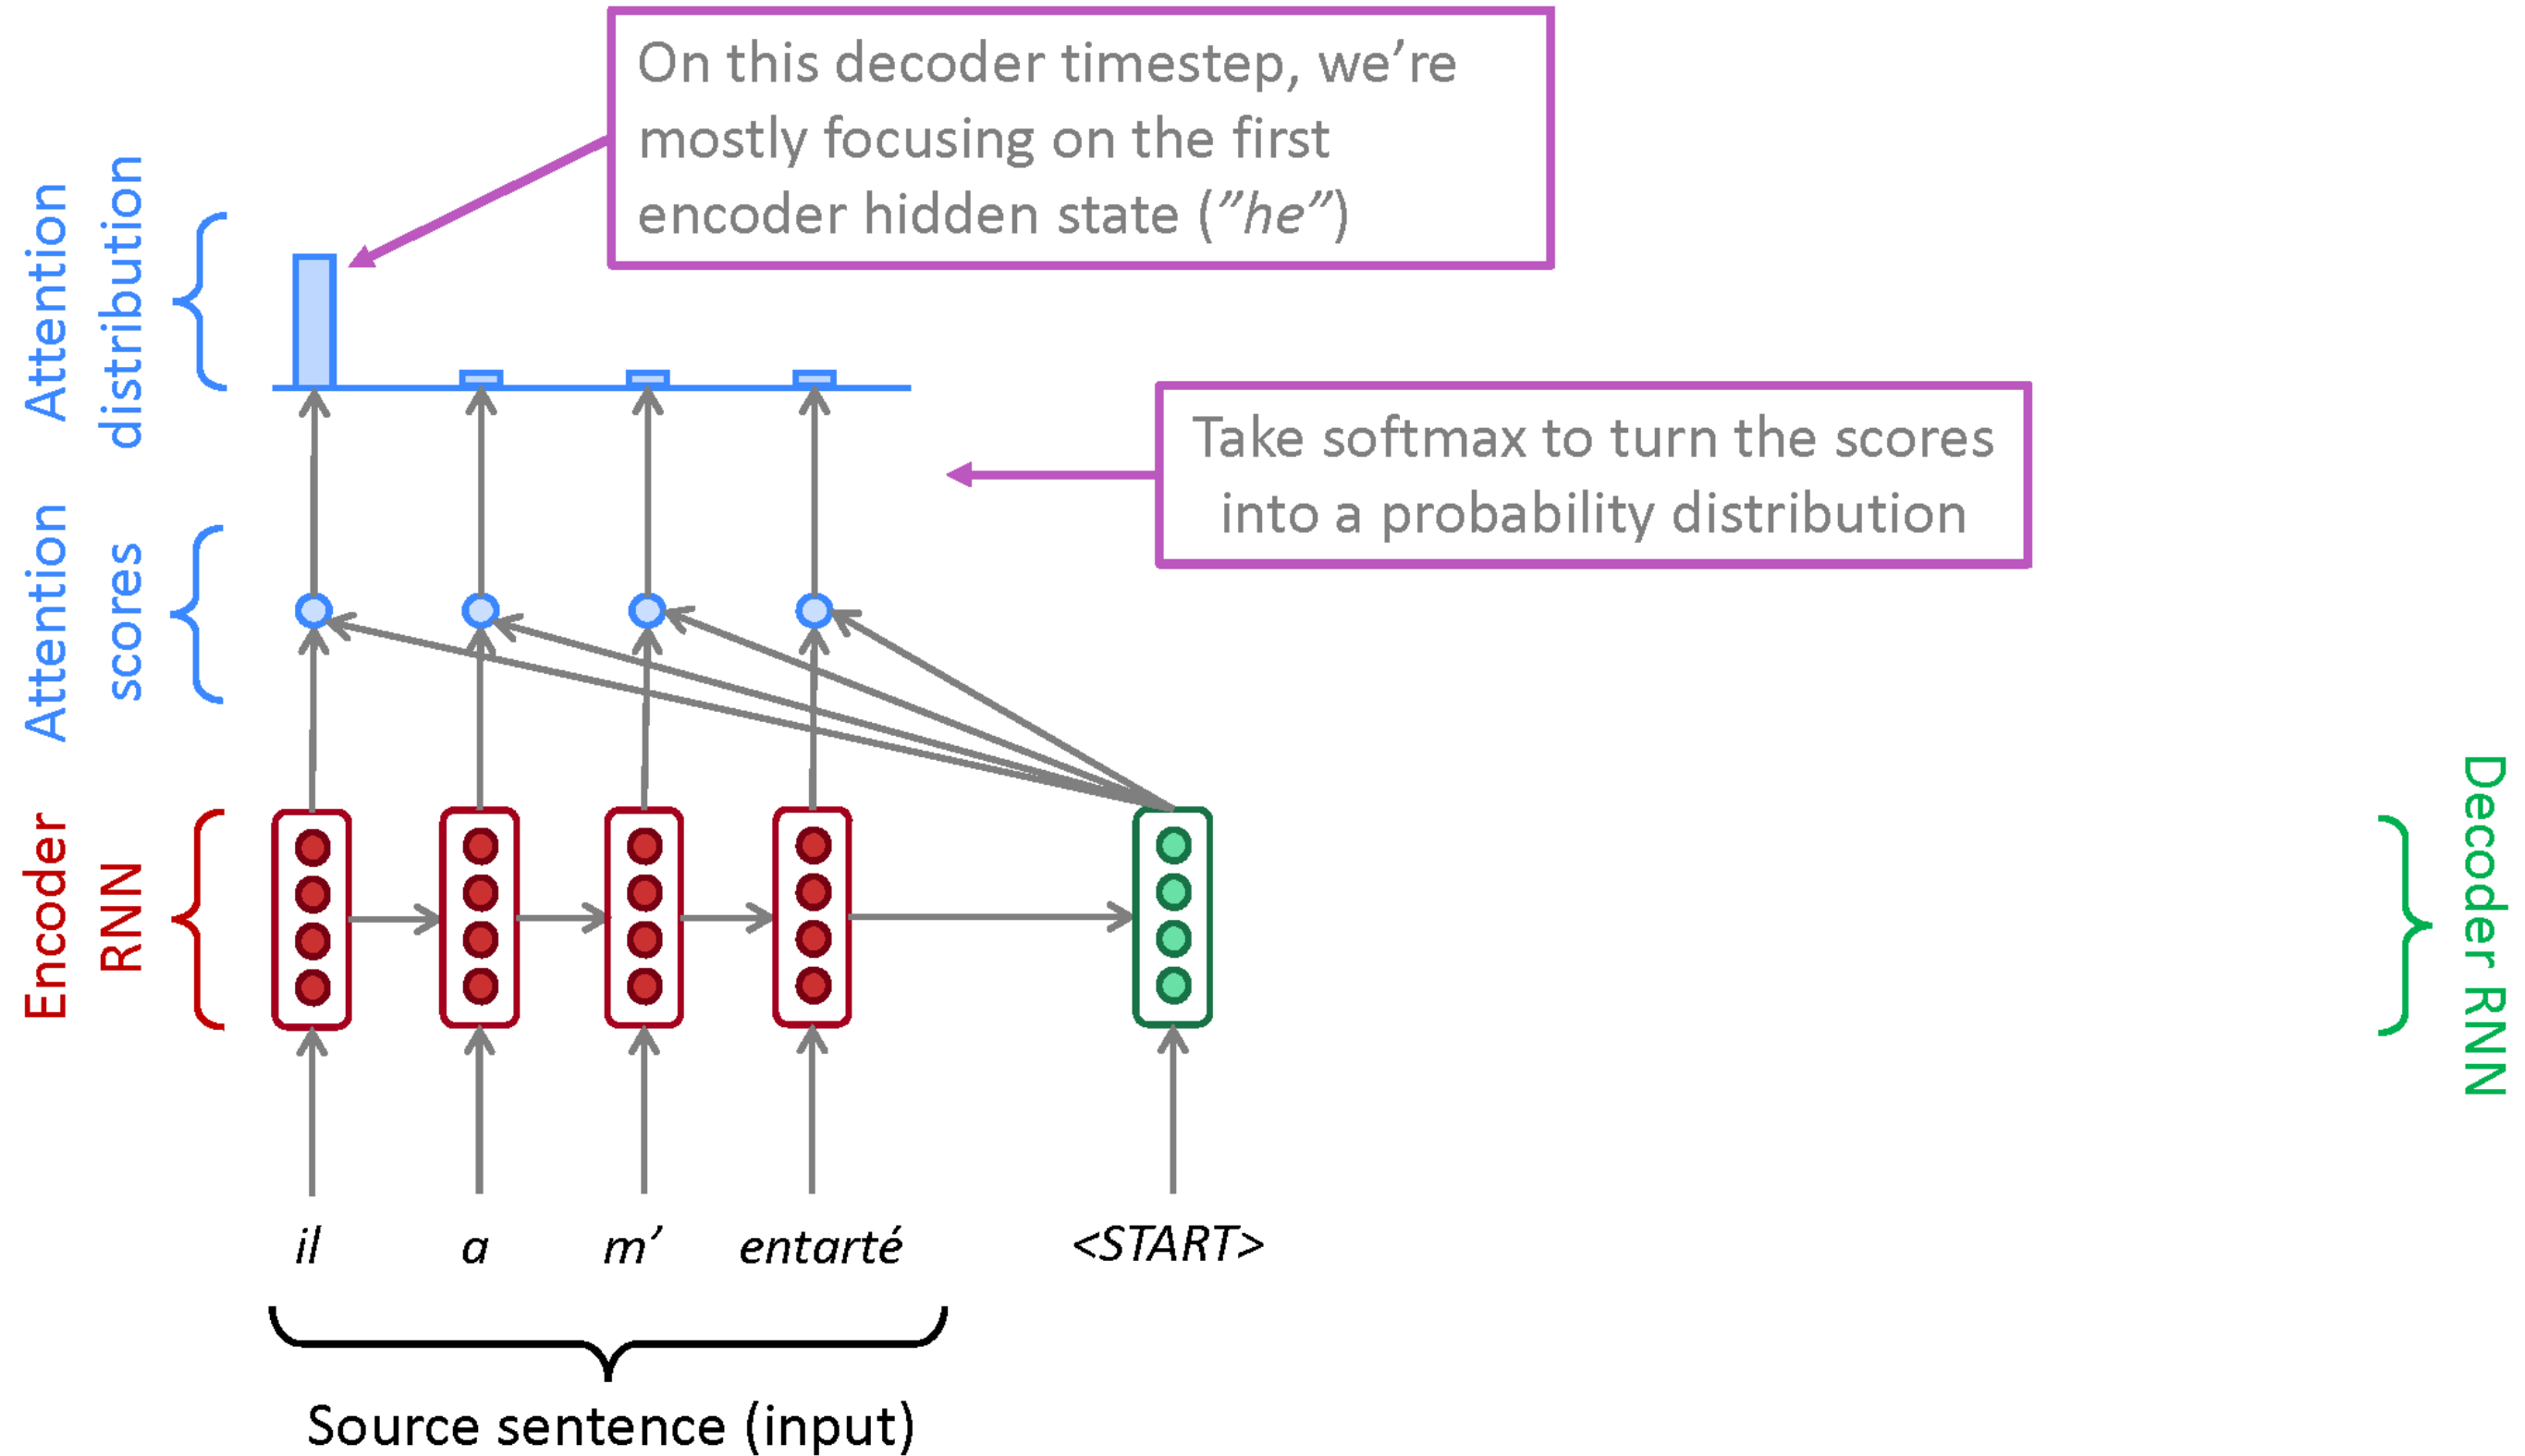 On this decoder timestep, we’re
mostly focusing on the first
encoder hidden state (”he”)
Attention
distribution
Take softmax to turn the scores
into a probability distribution
Attention
scores
Encoder
RNN
Decoder RNN
il a m’ entarté <START>
Source sentence (input)